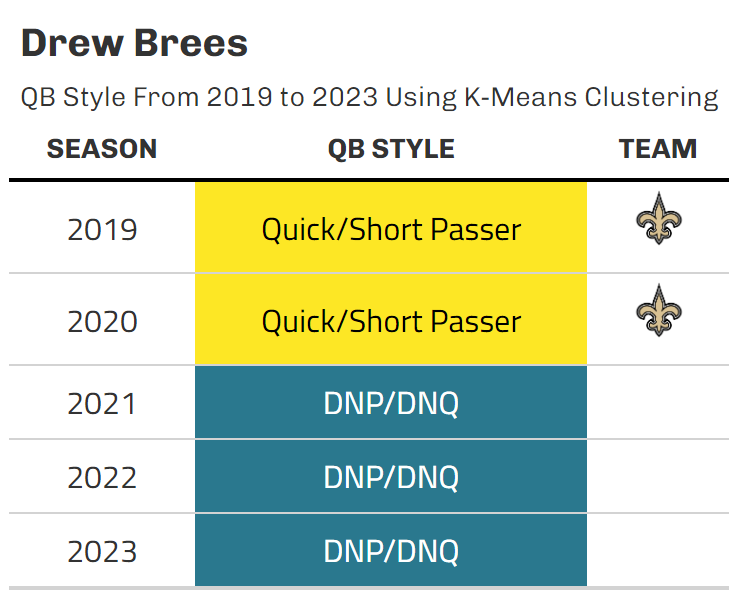 Drew Brees
QB Style From 2019 to 2023 Using K-Means Clustering
SEASON QB STYLE TEAM
2019 Quick/Short Passer
2020 Quick/Short Passer
2021 DNP/DNQ
2022 DNP/DNQ
2023 DNP/DNQ